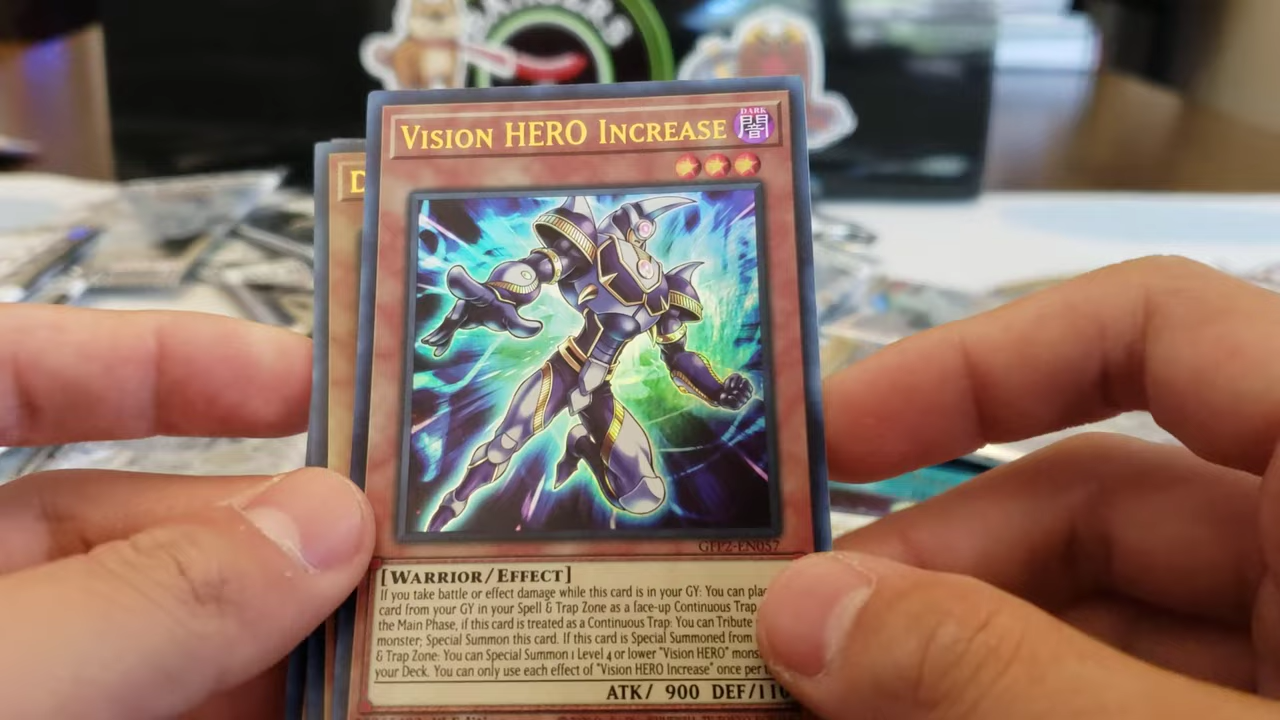 RANGERS
VISION HERO INCREASE
DARK
闇
D
GFP2-EN057
[WARRIOR/EFFECT]
If you take battle or effect damage while this card is in your GY: You can
card from your GY in your Spell & Trap Zone as a face-up Continuous Trap
the Main Phase, if this card is treated as a Continuous Trap: You can Tribute
monster; Special Summon this card. If this card is Special Summoned from
& Trap Zone: You can Special Summon 1 Level 4 or lower "Vision HERO"
your Deck. You can only use each effect of "Vision HERO Increase" once per
ATK/ 900 DEF/110